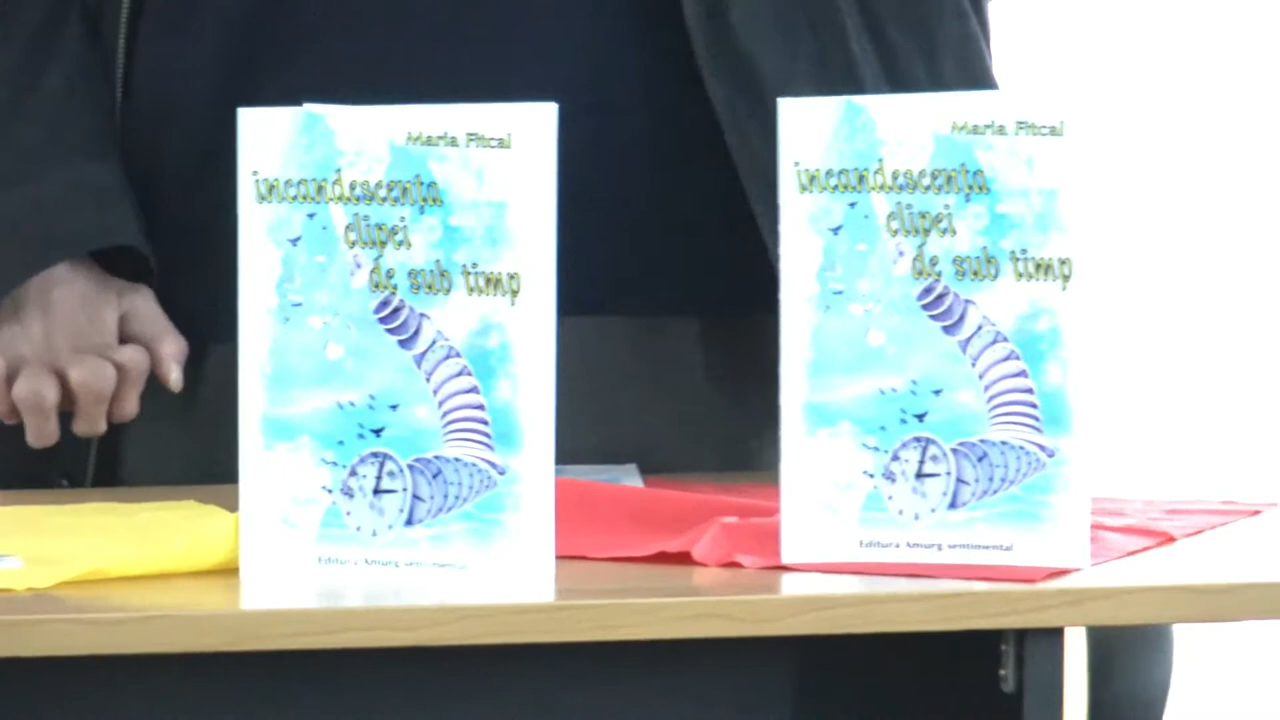 Maria Fitcal
incandescența
clipei
de sub timp
Editura Amurg sentimental
Maria Fitcal
incandescența
clipei
de sub timp
Editura Amurg sentimental